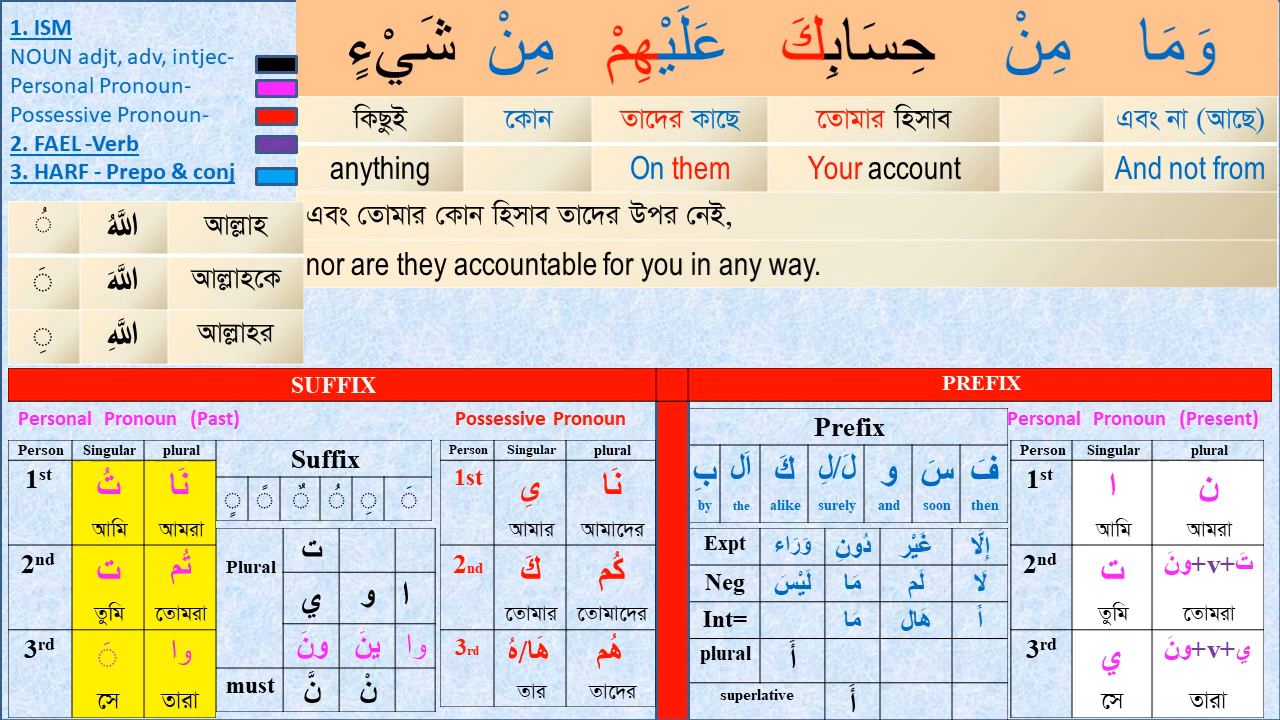 1. ISM
NOUN adjt, adv, intjec-
Personal Pronoun-
Possessive Pronoun-
2. FAEL -Verb
3. HARF - Prepo & conj
وَمَا مِنْ حِسَابِكَ عَلَيْهِمْ مِنْ شَيْءٍ
কিছুই কোন তাদের কাছে তোমার হিসাব এবং না (আছে)
anything On them Your account And not from
এবং তোমার কোন হিসাব তাদের উপর নেই,
nor are they accountable for you in any way.
ُ اللَّهُ আল্লাহ
َ اللَّهَ আল্লাহকে
ِ اللَّهِ আল্লাহর
SUFFIX
Personal Pronoun (Past)
Person Singular plural
1st تُ نَا
আমি আমরা
2nd ت تُم
তুমি তোমরা
3rd َ وا
সে তারা
Suffix
ٍ ً ٌ ُ ِ َ
Plural ت
ي و ا
ونَ ينَ وا
must نَّ نْ
Possessive Pronoun
Person Singular plural
1st ي نَا
আমার আমাদের
2nd كَ كُم
তোমার তোমাদের
3rd هَا/هُ هُم
তার তাদের
PREFIX
Prefix
بِ اَل كَ لَ/لِ و سَ فَ
by the alike surely and soon then
Expt وَرَاء دُونِ غَيْر إِلَّا
Neg لَيْسَ مَا لَم لَا
Int= مَا هَال أَ
plural أَ
superlative أَ
Personal Pronoun (Present)
Person Singular plural
1st ا ن
আমি আমরা
2nd ت تَ+v+ونَ
তুমি তোমরা
3rd ي ي+v+ونَ
সে তারা